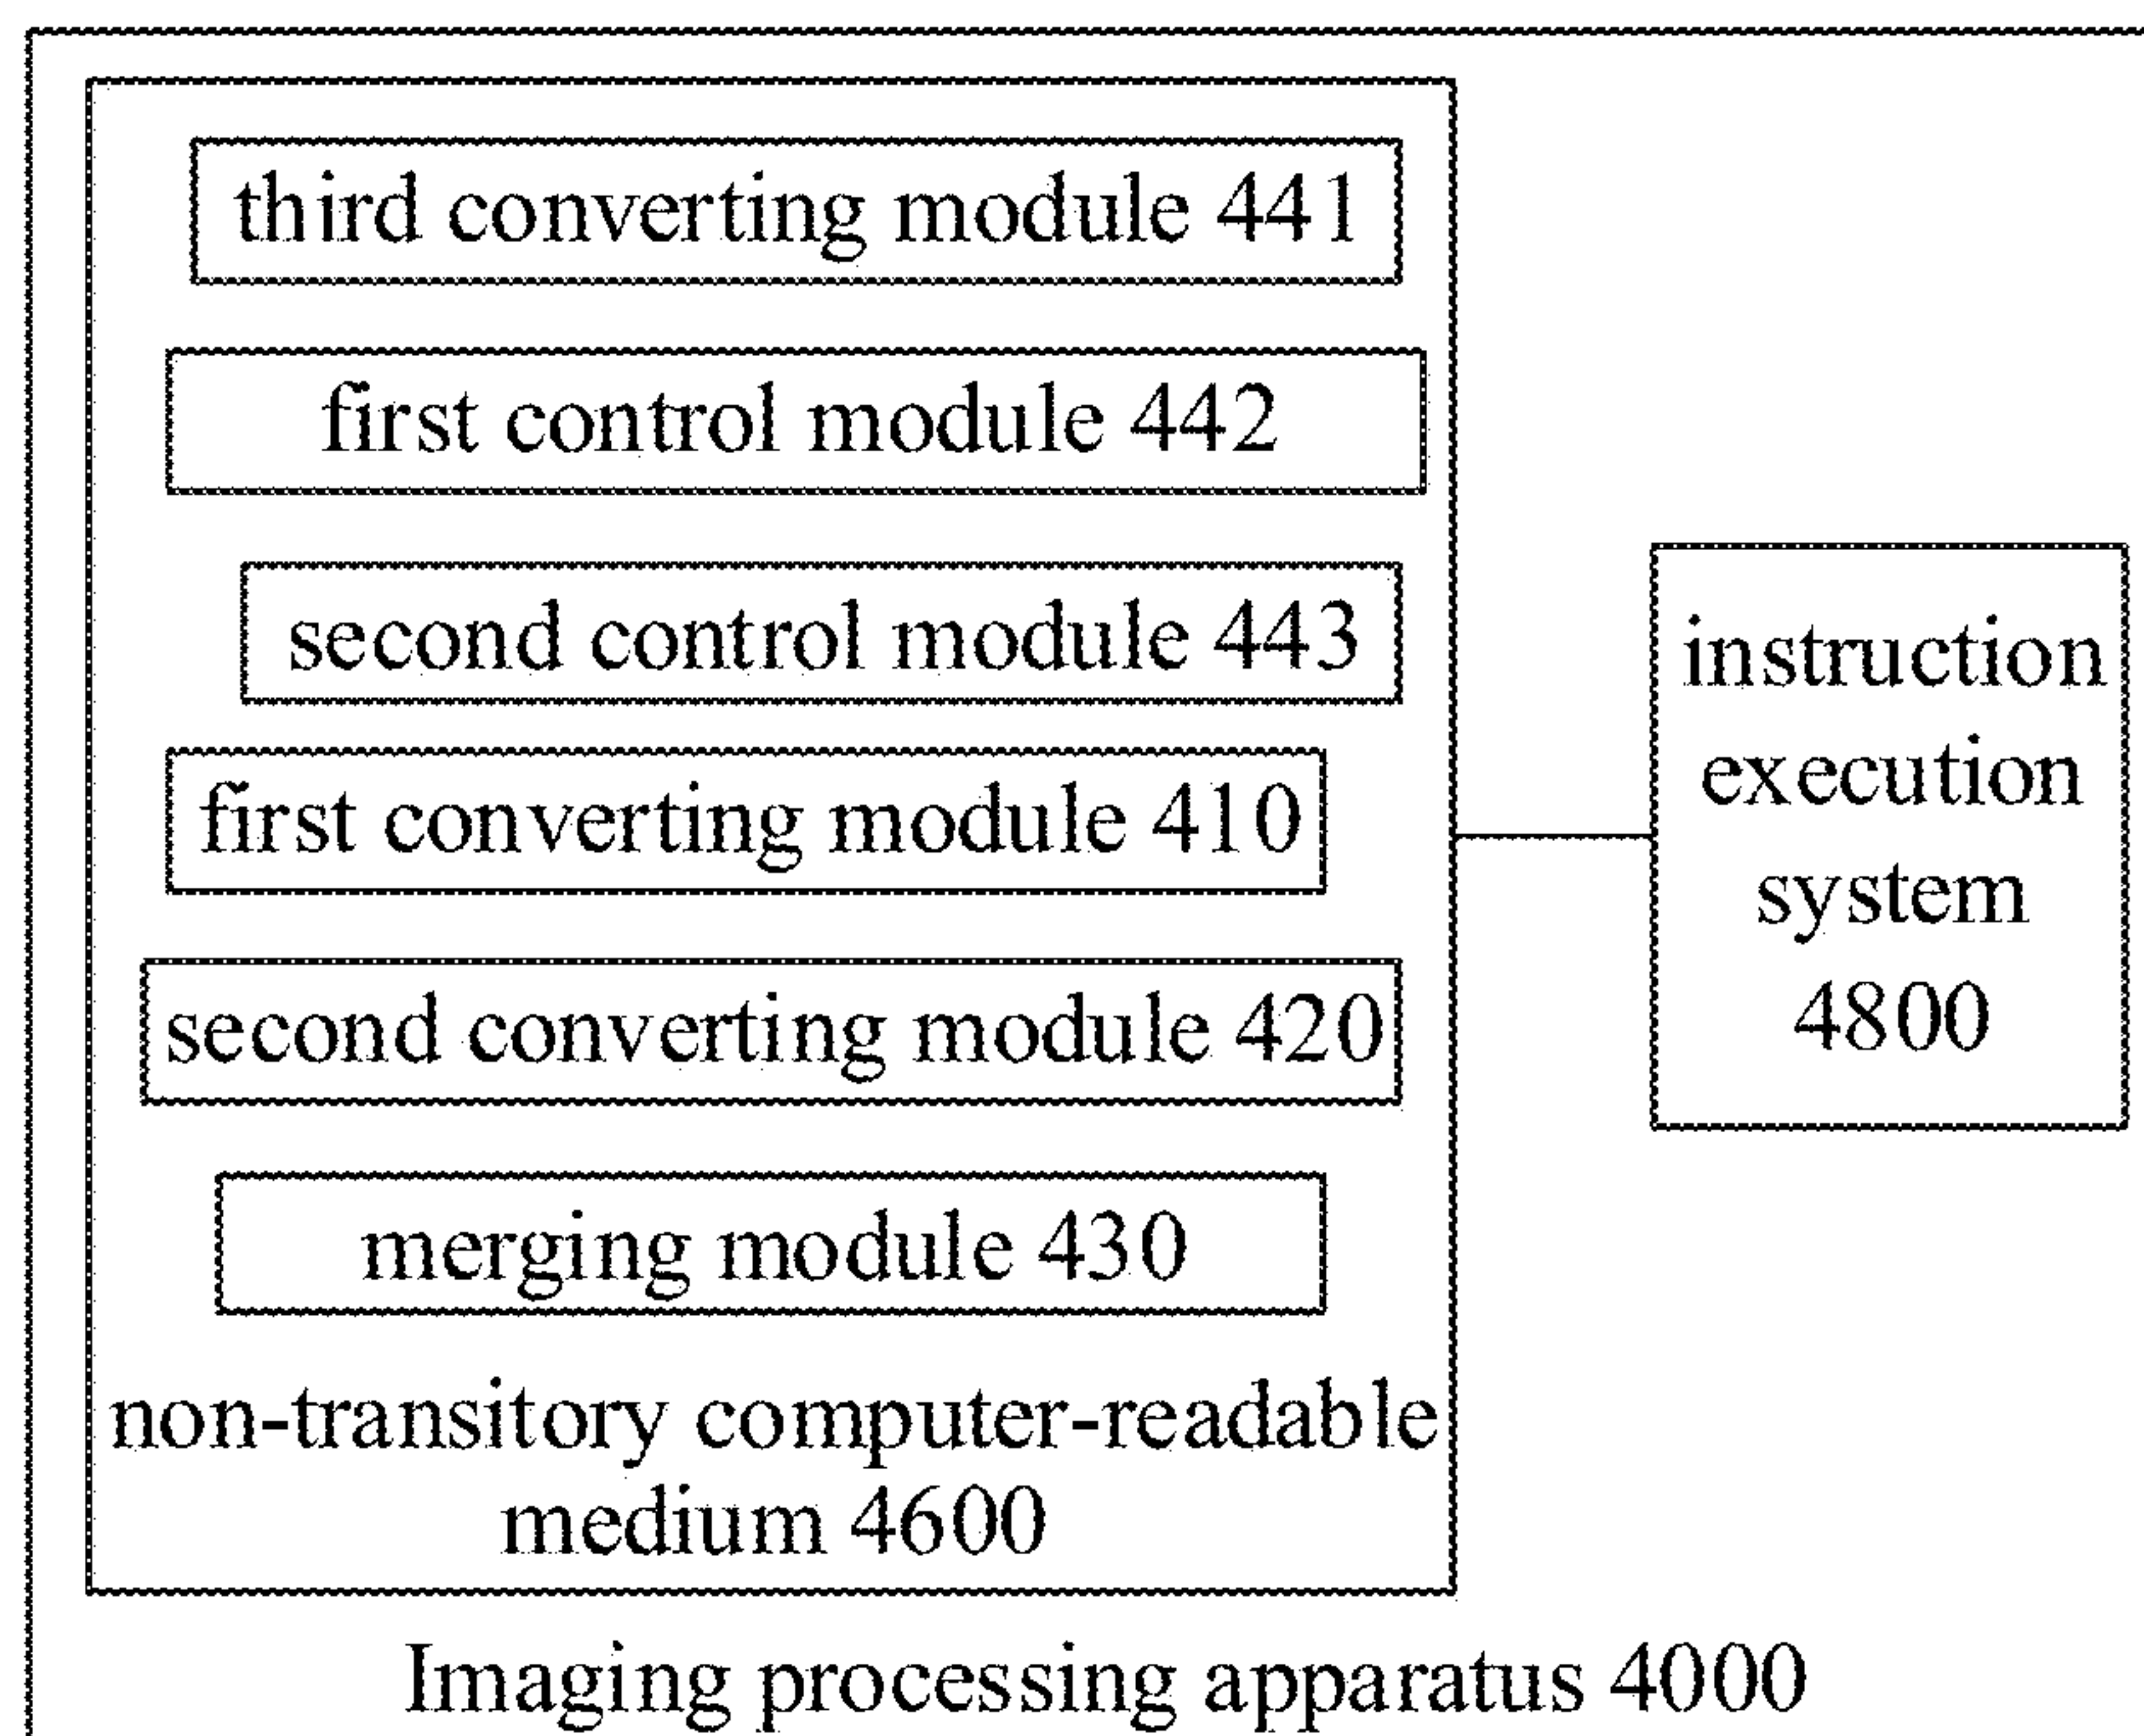 third converting module 441
first control module 442
second control module 443
first converting module 410
second converting module 420
merging module 430
non-transitory computer-readable
medium 4600
instruction
execution
system
4800
Imaging processing apparatus 4000